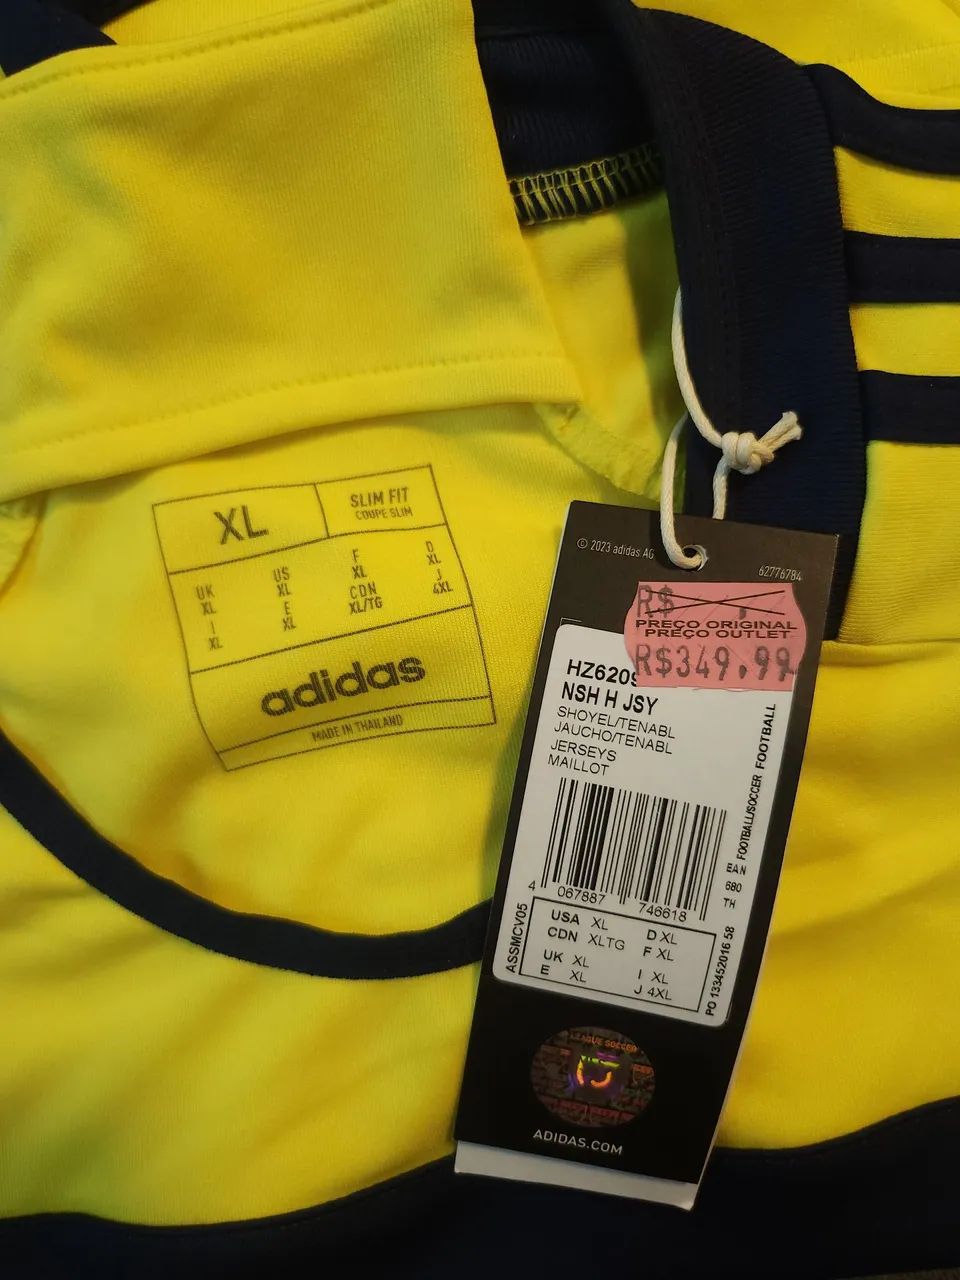 XL
SLIM FIT
COUPE SLIM
UK
XL
US
XL
F
XL
D
XL
I
XL
E
XL
CDN
XL/TG
J
4XL
adidas
MADE IN THAILAND
© 2023 adidas AG
62776784
R$
PREÇO ORIGINAL
PREÇO OUTLET
R$349.99
HZ6209
NSH H JSY
SHOYEL/TENABL
JAUCHO/TENABL
JERSEYS
MAILLOT
FOOTBALL/SOCCER FOOTBALL
EAN
680
TH
4 067887 746618
ASSMCV05
USA XL D XL
CDN XLTG F XL
UK XL I XL
E XL J 4XL
PO 133452016 58
LEAGUE SOCCER
ADIDAS.COM